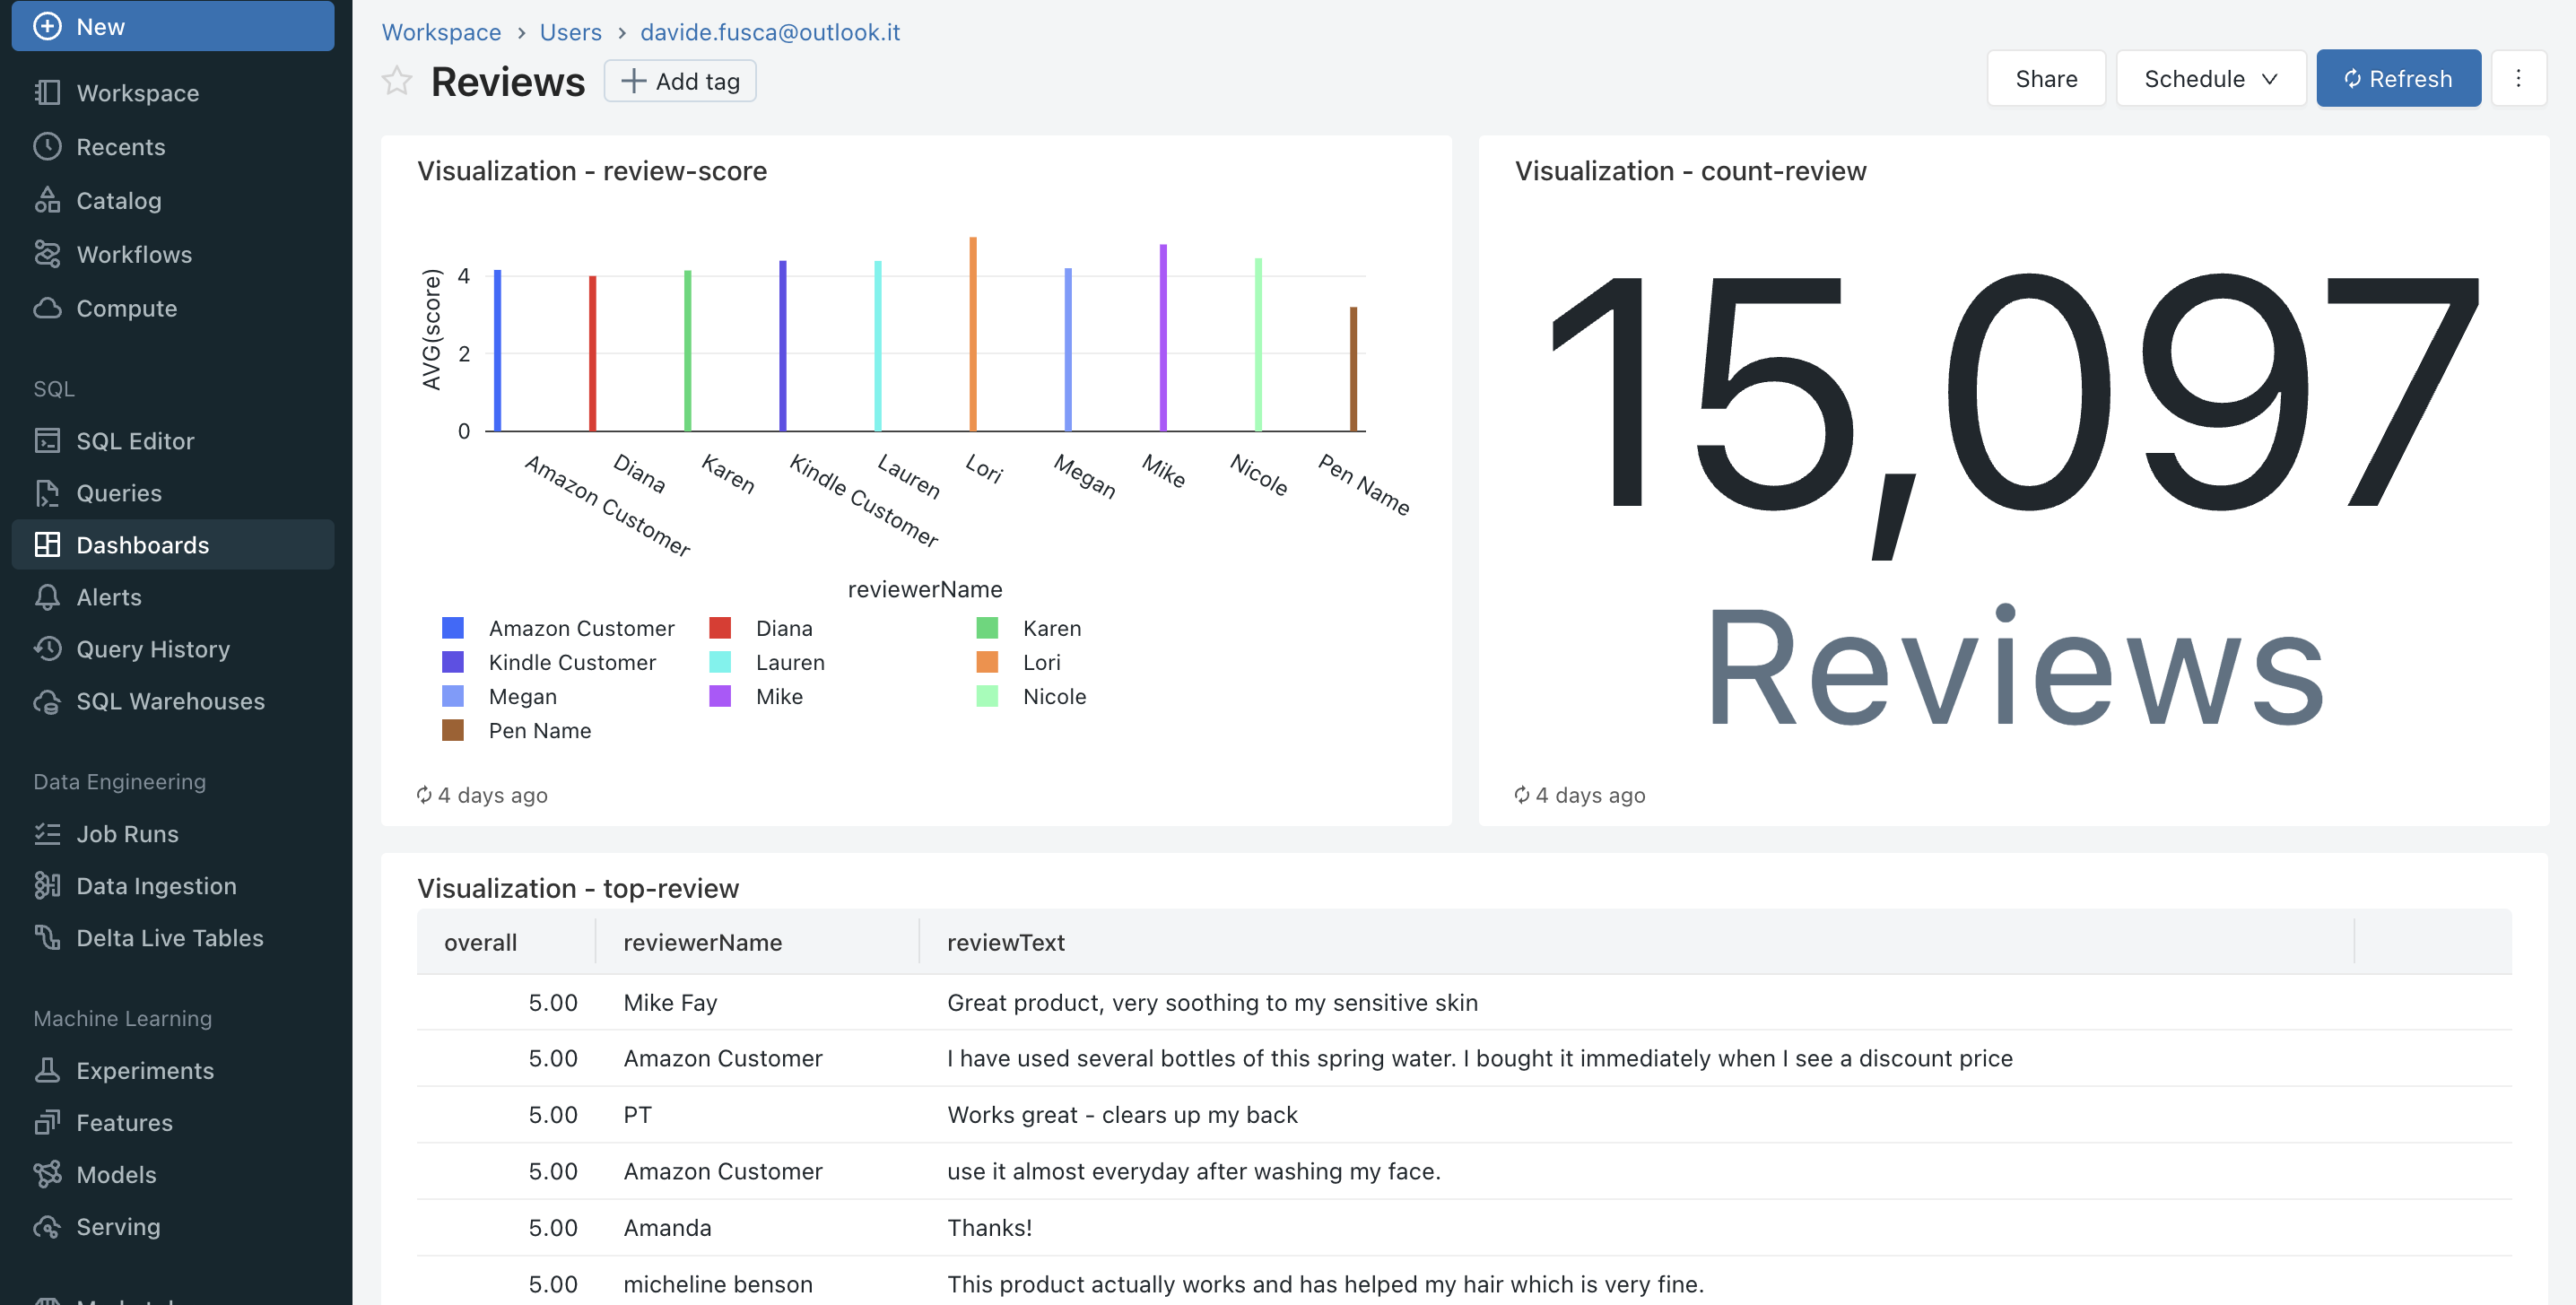 New
Workspace
Recents
Catalog
Workflows
Compute
SQL
SQL Editor
Queries
Dashboards
Alerts
Query History
SQL Warehouses
Data Engineering
Job Runs
Data Ingestion
Delta Live Tables
Machine Learning
Experiments
Features
Models
Serving
Workspace › Users › davide.fusca@outlook.it
Reviews
Add tag
Share
Schedule
Refresh
Visualization - review-score
AVG(score)
4
2
0
Amazon Customer
Diana
Karen
Kindle Customer
Lauren
Lori
Megan
Mike
Nicole
Pen Name
reviewerName
Amazon Customer Diana Karen
Kindle Customer Lauren Lori
Megan Mike Nicole
Pen Name
4 days ago
Visualization - count-review
15,097
Reviews
4 days ago
Visualization - top-review
overall reviewerName reviewText
5.00 Mike Fay Great product, very soothing to my sensitive skin
5.00 Amazon Customer I have used several bottles of this spring water. I bought it immediately when I see a discount price
5.00 PT Works great - clears up my back
5.00 Amazon Customer use it almost everyday after washing my face.
5.00 Amanda Thanks!
5.00 micheline benson This product actually works and has helped my hair which is very fine.